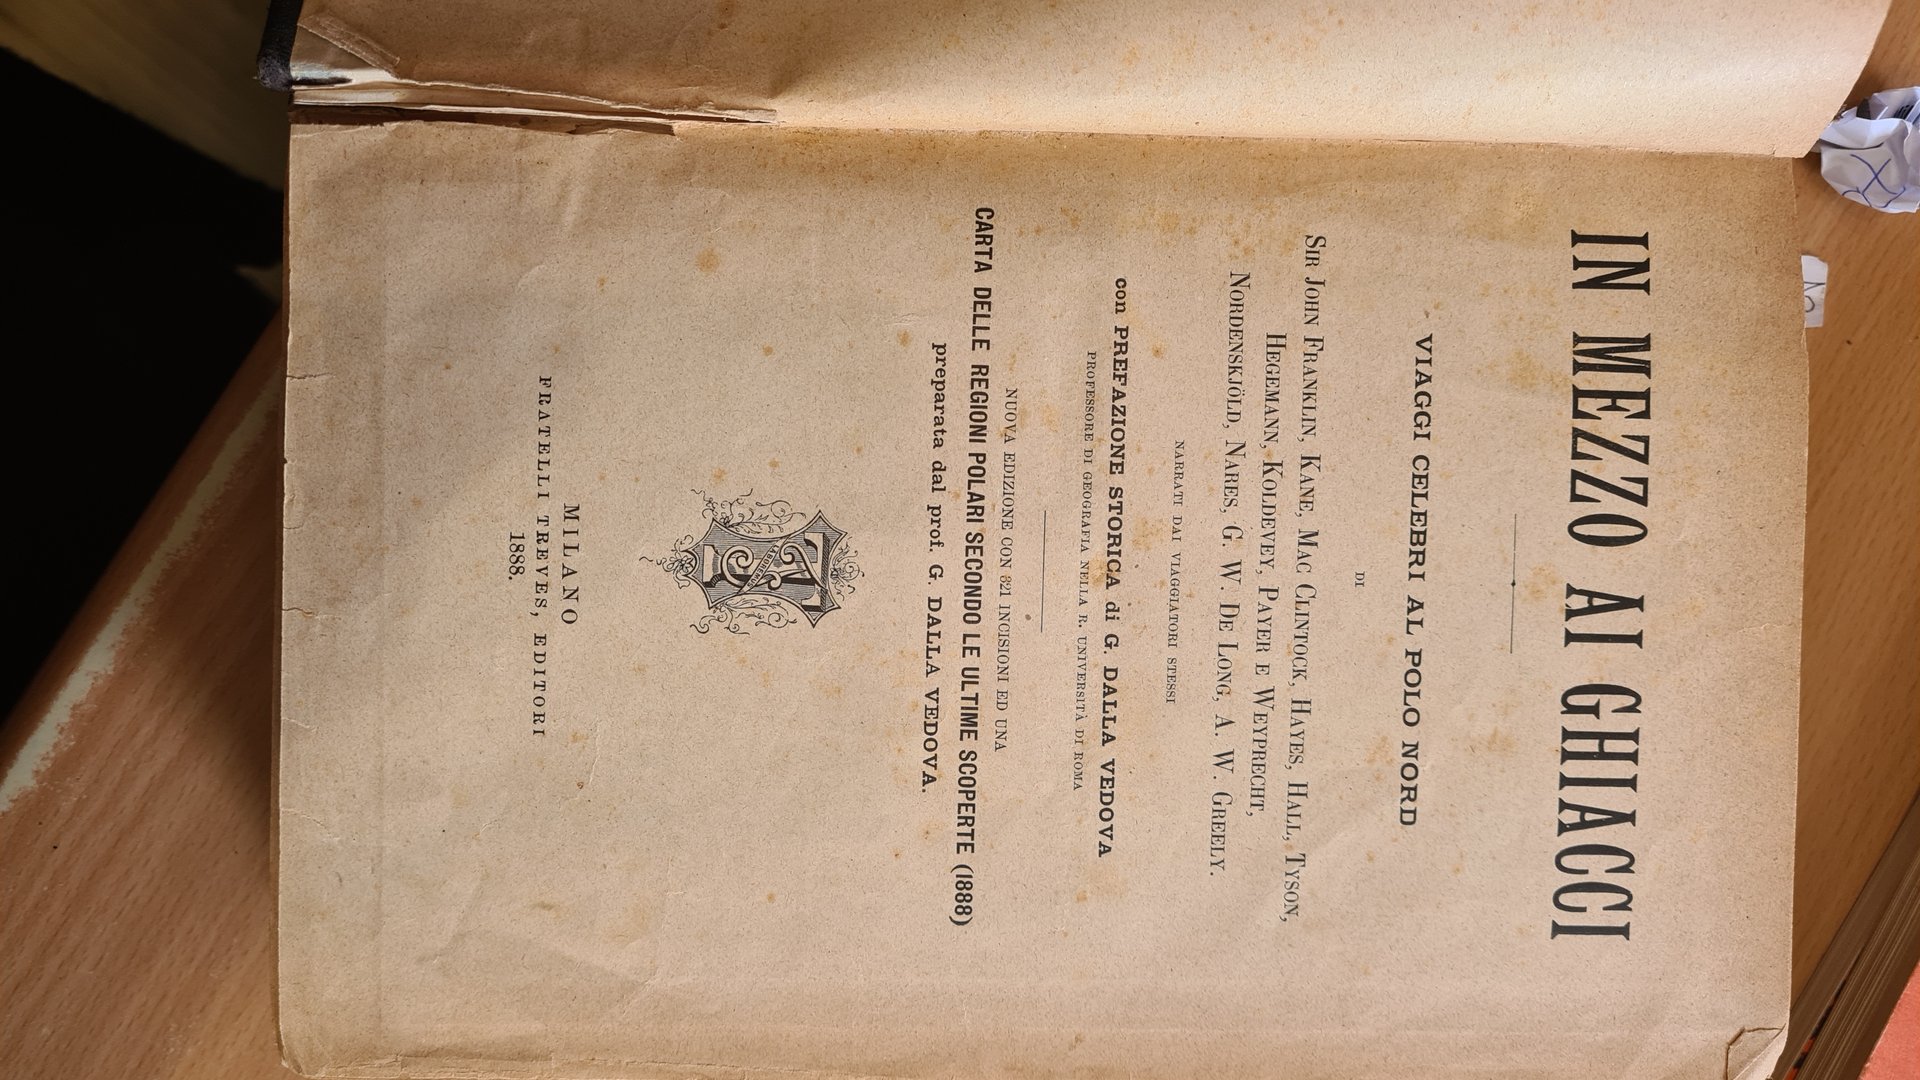 IN MEZZO AI GHIACCI
VIAGGI CELEBRI AL POLO NORD
DI
SIR JOHN FRANKLIN, KANE, MAC CLINTOCK, HAYES, HALL, TYSON,
HEGEMANN, KOLDEVEY, PAYER E WEYPRECHT,
NORDENSKJÖLD, NARES, G. W. DE LONG, A. W. GREELY.
NARRATI DAI VIAGGIATORI STESSI
con PREFAZIONE STORICA di G. DALLA VEDOVA
PROFESSORE DI GEOGRAFIA NELLA R. UNIVERSITÀ DI ROMA
NUOVA EDIZIONE CON 321 INCISIONI ED UNA
CARTA DELLE REGIONI POLARI SECONDO LE ULTIME SCOPERTE (1888)
preparata dal prof. G. DALLA VEDOVA.
MILANO
FRATELLI TREVES, EDITORI
1888.